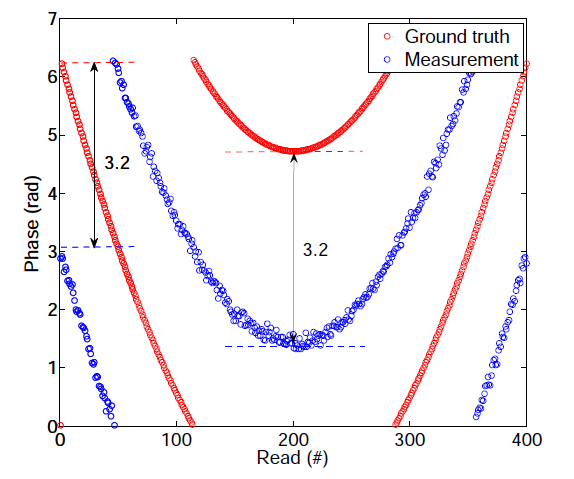 7
6
5
4
3
2
1
0
Phase (rad)
Ground truth
Measurement
3.2
3.2
0 100 200 300 400
Read (#)